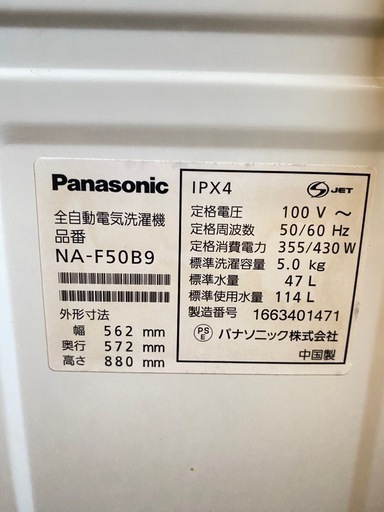 Panasonic
全自動電気洗濯機
品番
NA-F50B9
外形寸法
幅 562 mm
奥行 572 mm
高さ 880 mm
IPX4
S JET
定格電圧 100 V ～
定格周波数 50/60 Hz
定格消費電力 355/430 W
標準洗濯容量 5.0 kg
標準水量 47 L
標準使用水量 114 L
製造番号 1663401471
PS E パナソニック株式会社
中国製